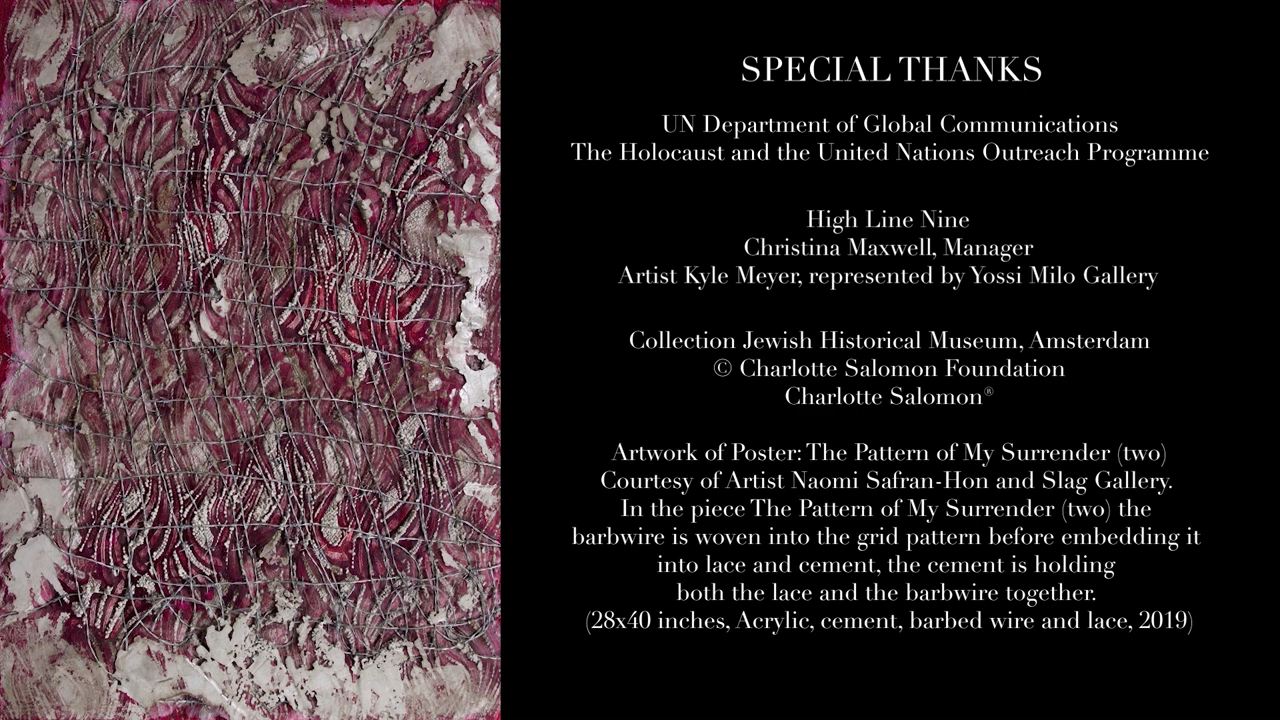 SPECIAL THANKS
UN Department of Global Communications
The Holocaust and the United Nations Outreach Programme
High Line Nine
Christina Maxwell, Manager
Artist Kyle Meyer, represented by Yossi Milo Gallery
Collection Jewish Historical Museum, Amsterdam
© Charlotte Salomon Foundation
Charlotte Salomon®
Artwork of Poster: The Pattern of My Surrender (two)
Courtesy of Artist Naomi Safran-Hon and Slag Gallery.
In the piece The Pattern of My Surrender (two) the
barbwire is woven into the grid pattern before embedding it
into lace and cement, the cement is holding
both the lace and the barbwire together.
(28x40 inches, Acrylic, cement, barbed wire and lace, 2019)